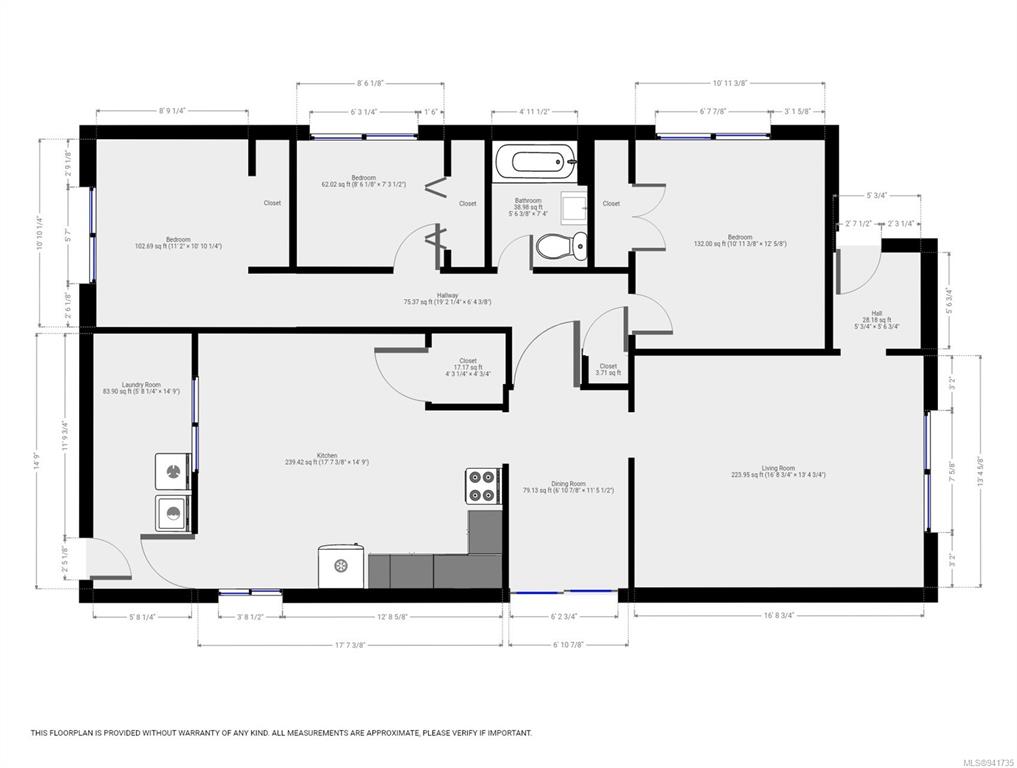 8' 6 1/8"
10' 11 3/8"
8' 9 1/4"
6' 3 1/4"
1' 6"
4' 11 1/2"
6' 7 7/8"
3' 1 5/8"
2' 9 1/8"
5' 7"
2' 6 1/8"
10' 10 1/4"
Bedroom
102.69 sq ft (11' 2" × 10' 10 1/4")
Closet
Bedroom
62.02 sq ft (8' 6 1/8" × 7' 3 1/2")
Closet
Bathroom
38.98 sq ft
5' 6 3/8" × 7' 4"
Closet
Bedroom
132.00 sq ft (10' 11 3/8" × 12' 5/8")
5' 3/4"
2' 7 1/2"
2' 3 1/4"
Hall
28.18 sq ft
5' 3/4" × 5' 6 3/4"
5' 6 3/4"
Hallway
75.37 sq ft (19' 2 1/4" × 6' 4 3/8")
Closet
17.17 sq ft
4' 3 1/4" × 4' 3/4"
Closet
3.71 sq ft
Laundry Room
83.90 sq ft (5' 8 1/4" × 14' 9")
Kitchen
239.42 sq ft (17' 7 3/8" × 14' 9")
Dining Room
79.13 sq ft (6' 10 7/8" × 11' 5 1/2")
Living Room
223.95 sq ft (16' 8 3/4" × 13' 4 3/4")
14' 9"
11' 9 3/4"
2' 5 1/8"
3' 2"
7' 5/8"
3' 2"
13' 4 5/8"
5' 8 1/4"
3' 8 1/2"
12' 8 5/8"
6' 2 3/4"
16' 8 3/4"
17' 7 3/8"
6' 10 7/8"
THIS FLOORPLAN IS PROVIDED WITHOUT WARRANTY OF ANY KIND. ALL MEASUREMENTS ARE APPROXIMATE, PLEASE VERIFY IF IMPORTANT.
MLS®941735